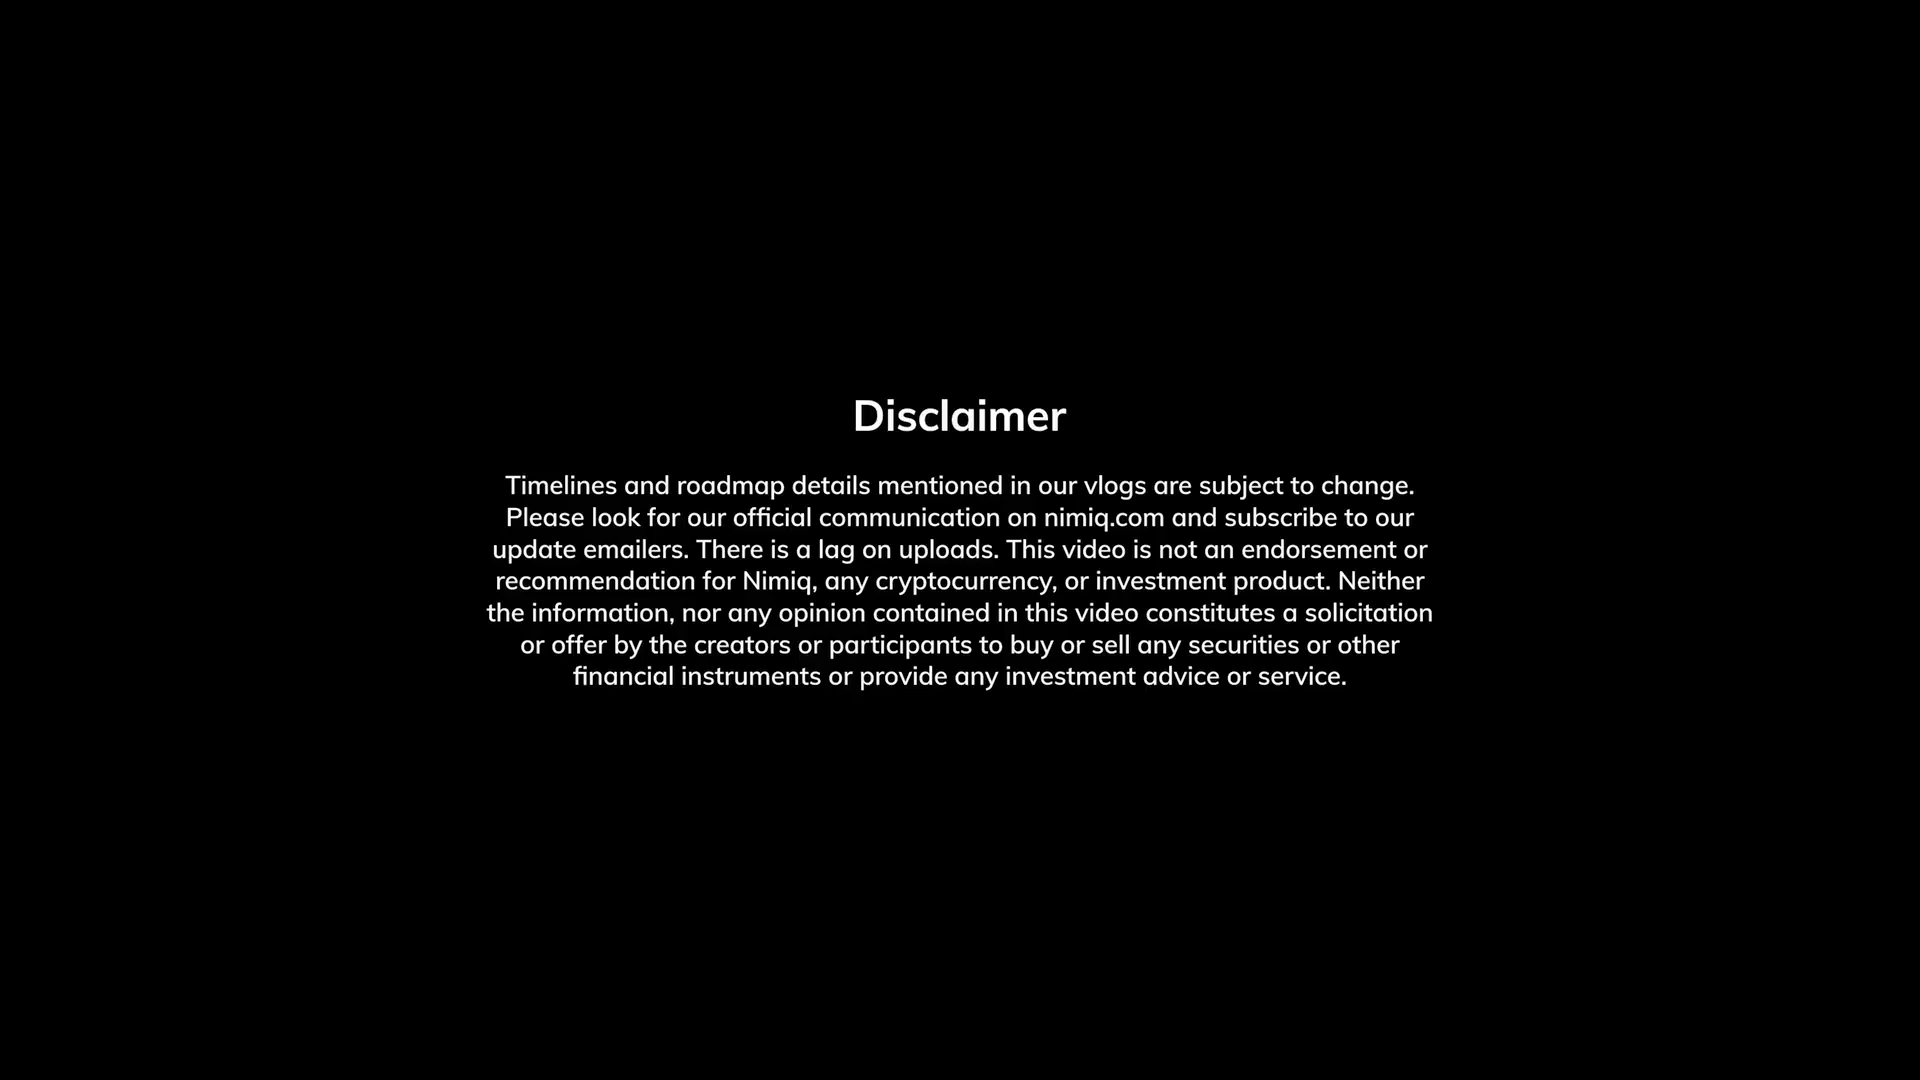 Disclaimer
Timelines and roadmap details mentioned in our vlogs are subject to change.
Please look for our official communication on nimiq.com and subscribe to our
update emailers. There is a lag on uploads. This video is not an endorsement or
recommendation for Nimiq, any cryptocurrency, or investment product. Neither
the information, nor any opinion contained in this video constitutes a solicitation
or offer by the creators or participants to buy or sell any securities or other
financial instruments or provide any investment advice or service.